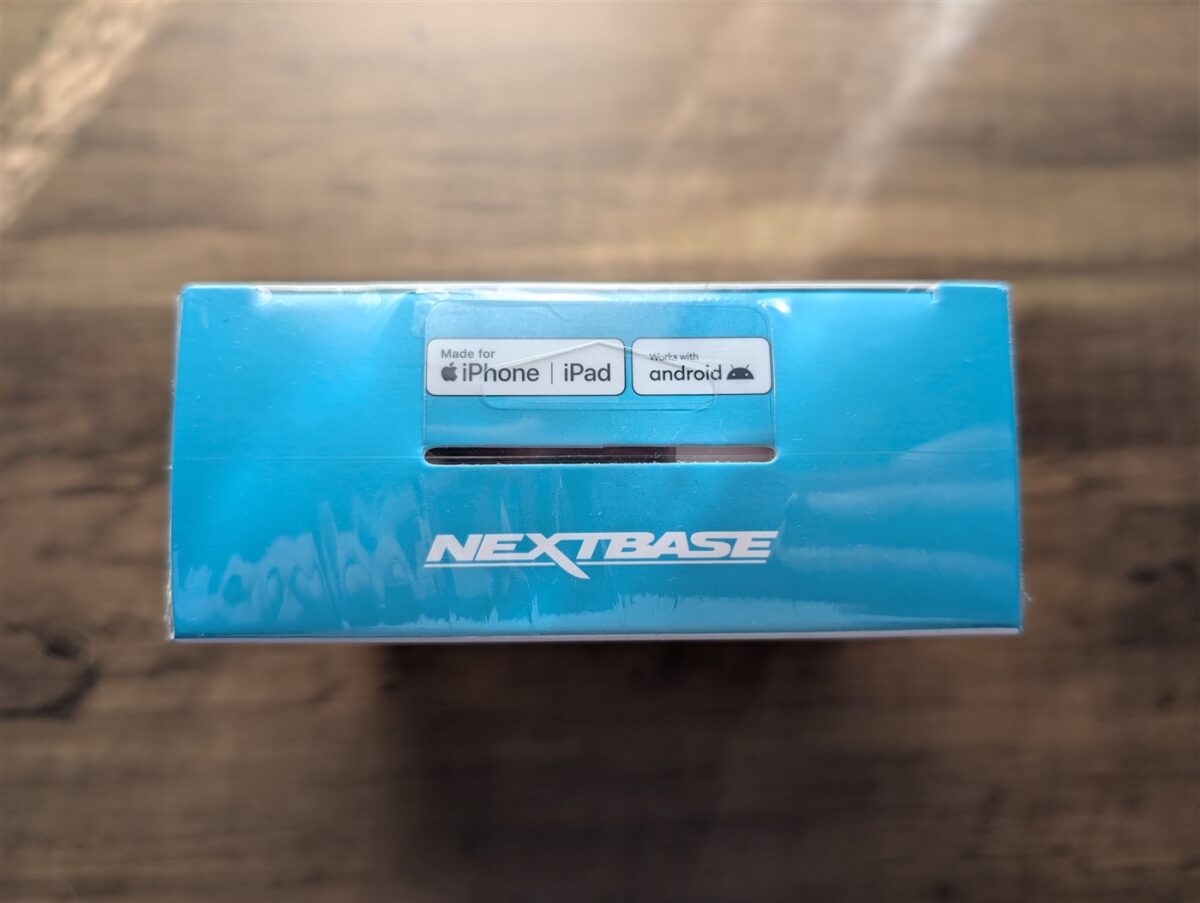 Made for
iPhone | iPad
Works with
android
NEXTBASE